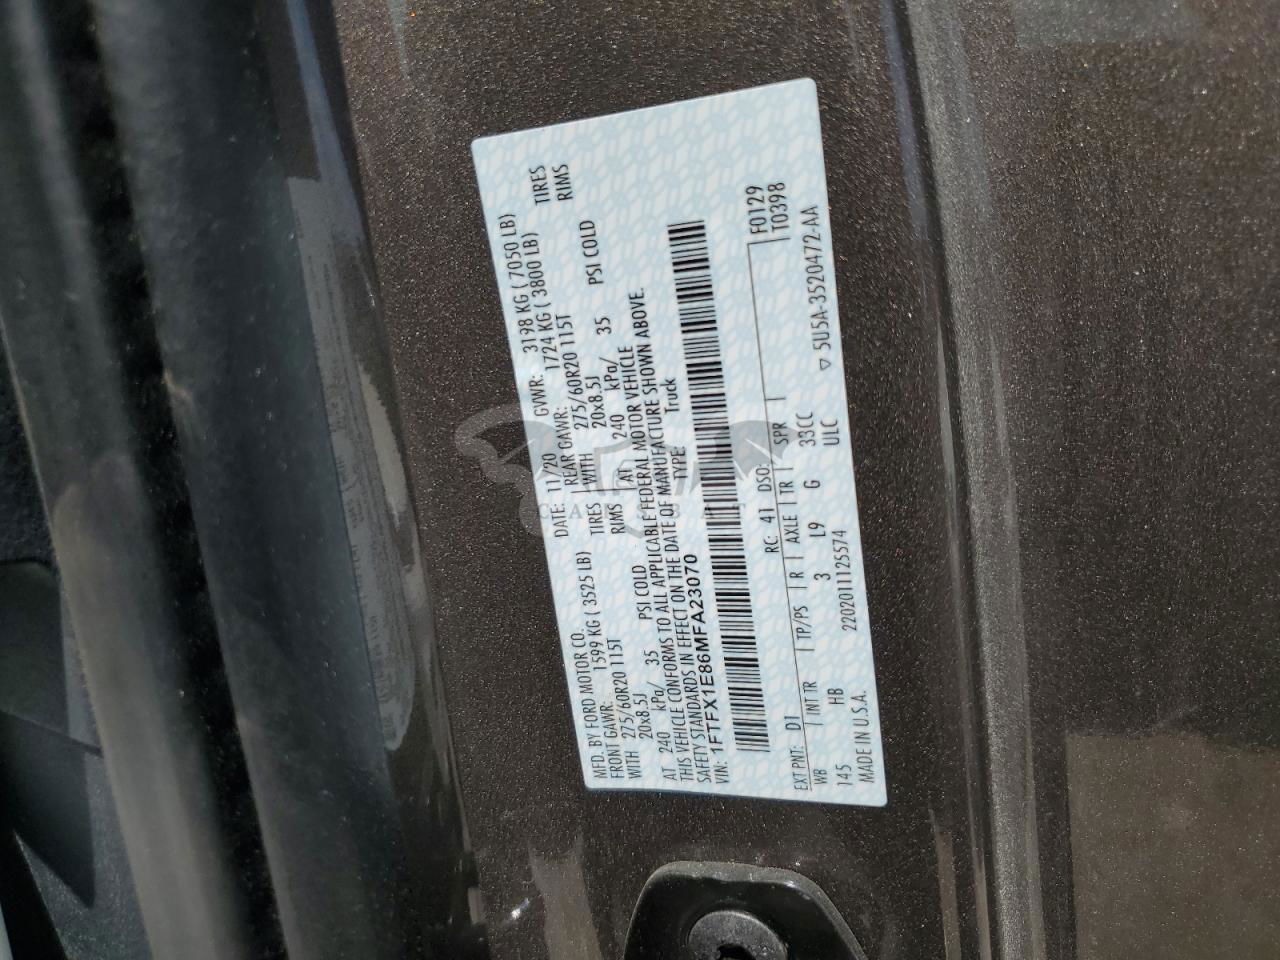 MFD. BY FORD MOTOR CO. DATE: 11/20 GVWR: 3198 KG ( 7050 LB)
FRONT GAWR: 1599 KG ( 3525 LB) REAR GAWR: 1724 KG ( 3800 LB)
WITH 275/60R20 115T TIRES WITH 275/60R20 115T TIRES
20x8.5J RIMS 20x8.5J RIMS
AT 240 kPa/ 35 PSI COLD AT 240 kPa/ 35 PSI COLD
THIS VEHICLE CONFORMS TO ALL APPLICABLE FEDERAL MOTOR VEHICLE
SAFETY STANDARDS IN EFFECT ON THE DATE OF MANUFACTURE SHOWN ABOVE.
VIN: 1FTFX1E86MFA23070 TYPE: Truck
F0129
EXT PNT: D1 RC: 41 DSO: T0398
WB INT TR TP/PS R AXLE TR SPR
145 HB 3 L9 G 33CC
MADE IN U.S.A. 2202011125574 ULC ▽ 5U5A-3520472-AA